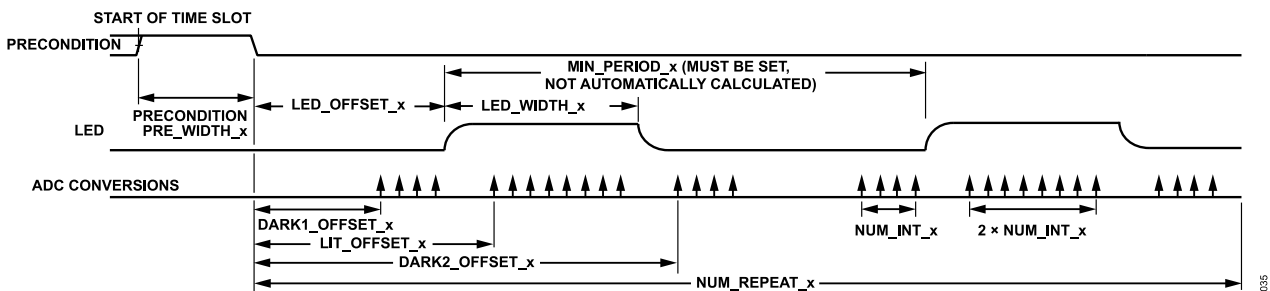 START OF TIME SLOT
PRECONDITION
MIN_PERIOD_x (MUST BE SET,
NOT AUTOMATICALLY CALCULATED)
LED_OFFSET_x
LED_WIDTH_x
PRECONDITION
PRE_WIDTH_x
LED
ADC CONVERSIONS
DARK1_OFFSET_x
NUM_INT_x
2 × NUM_INT_x
LIT_OFFSET_x
DARK2_OFFSET_x
NUM_REPEAT_x
035